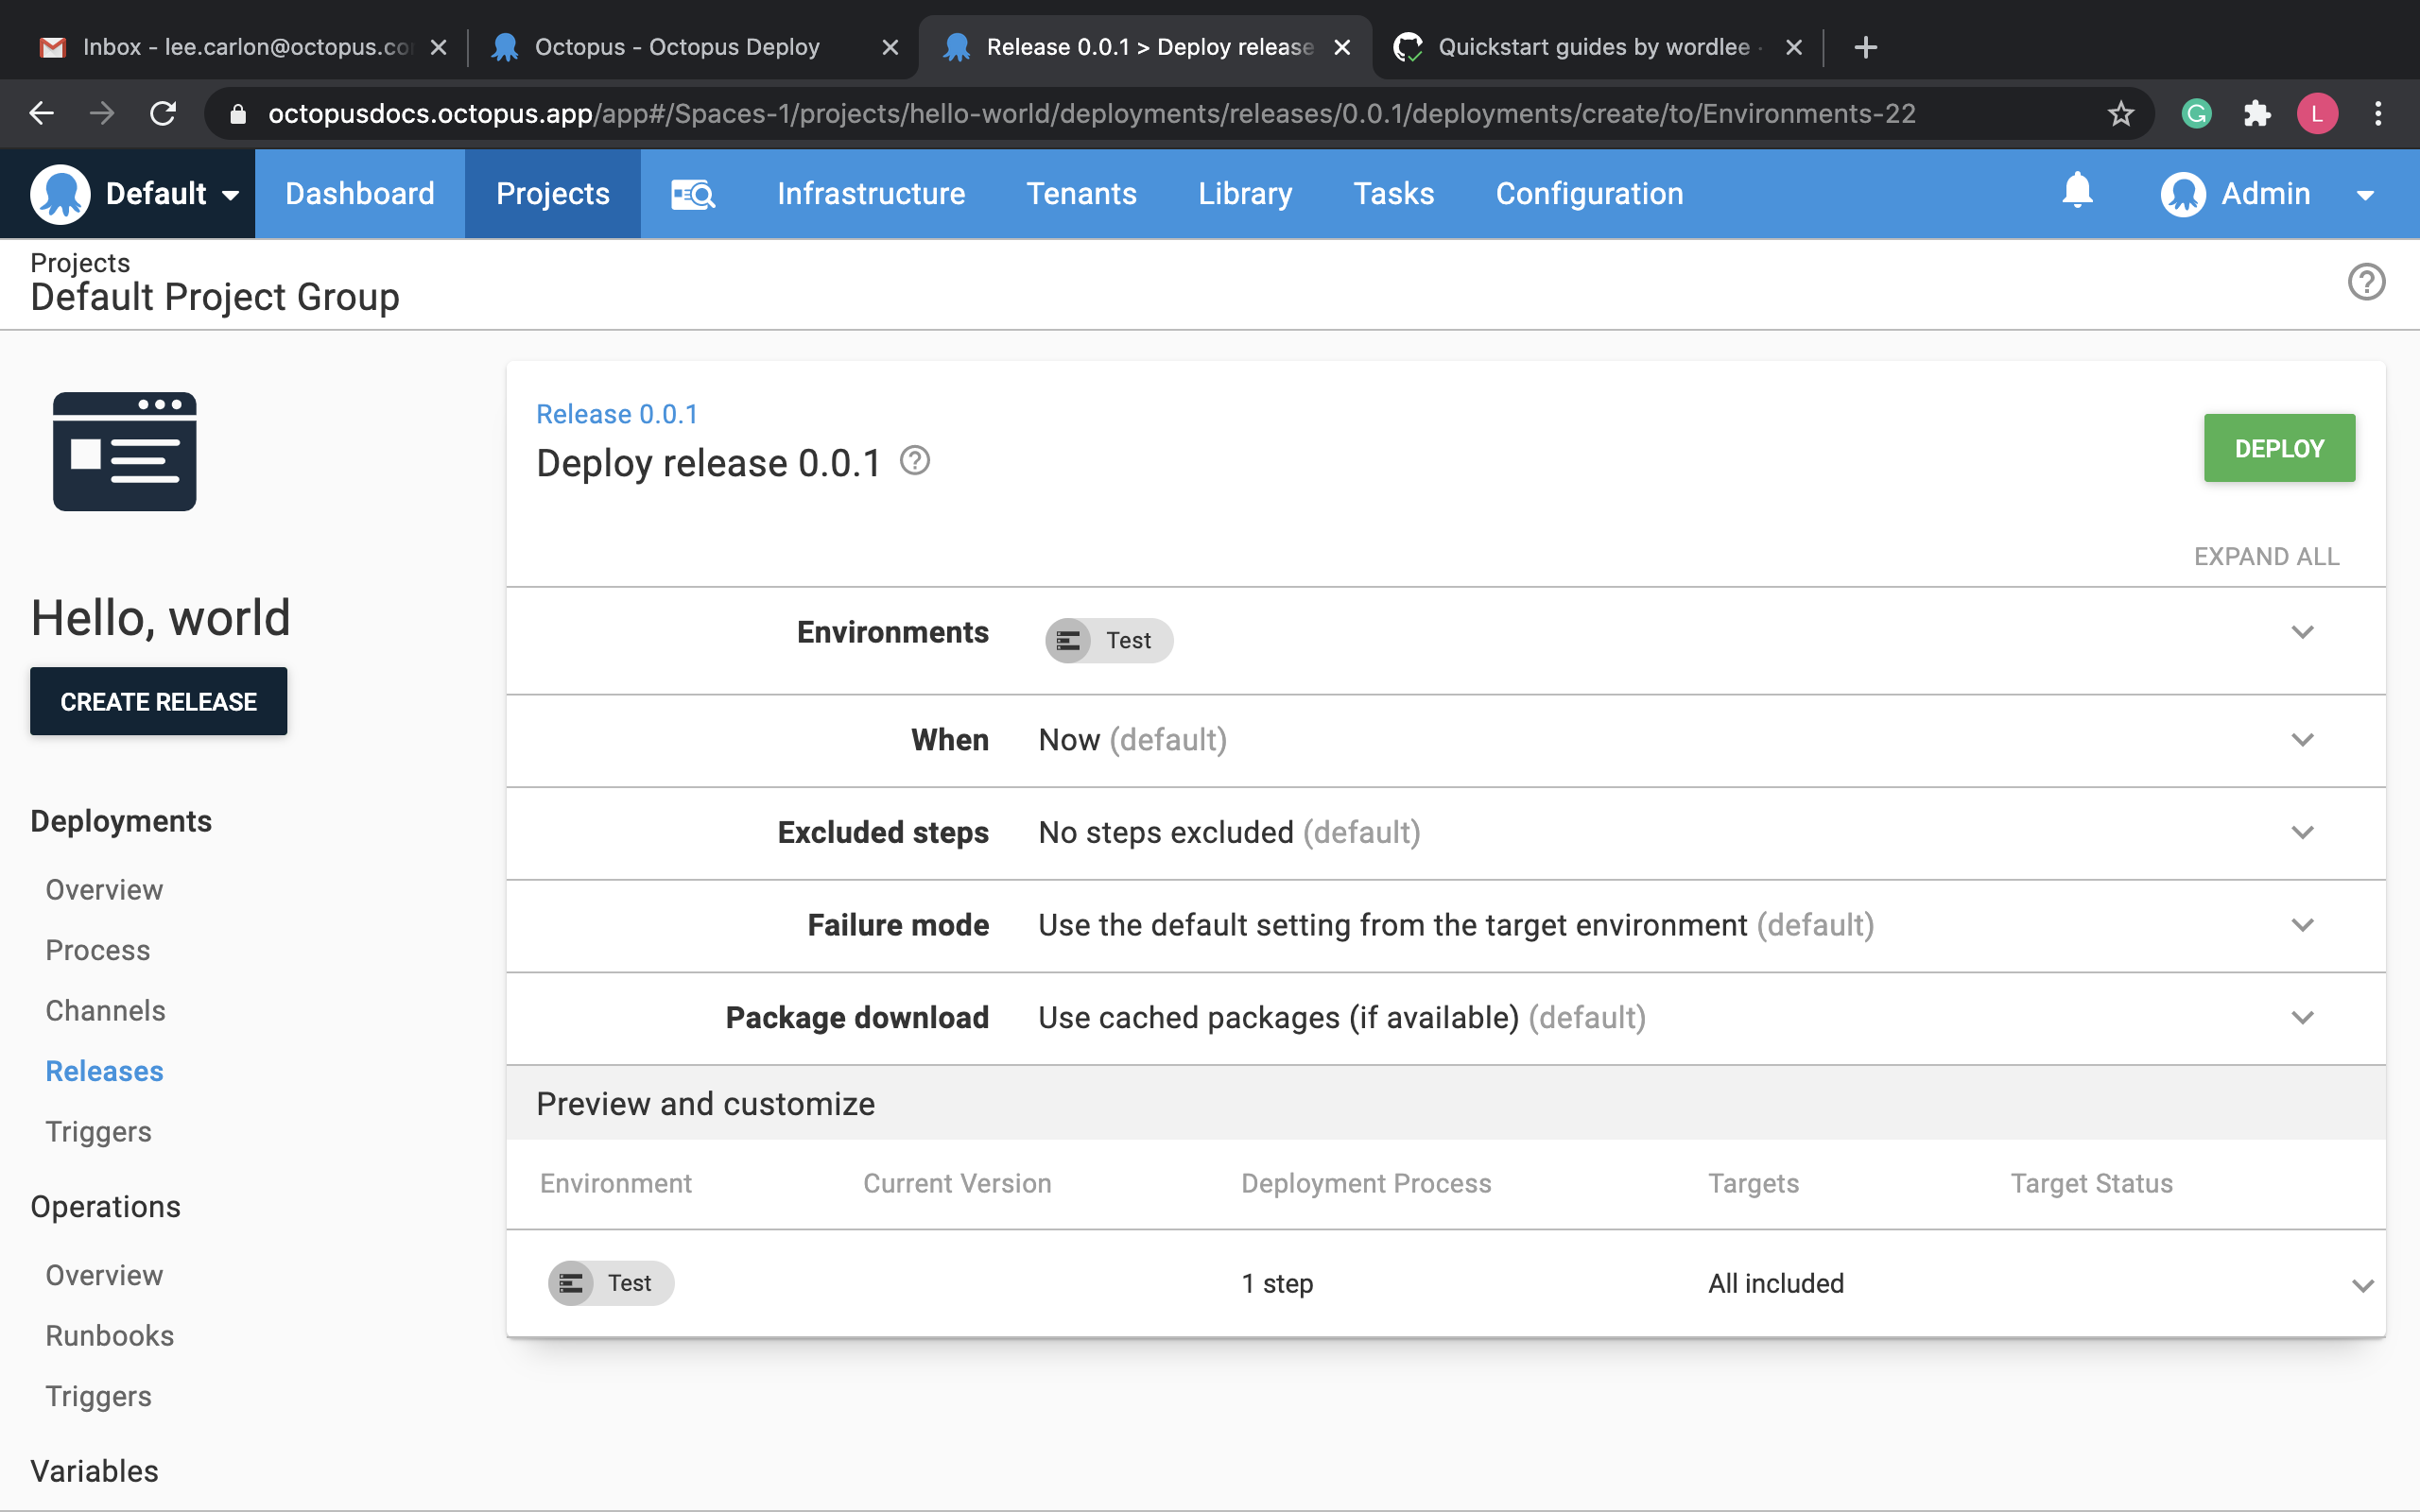 Inbox - lee.carlon@octopus.co
Octopus - Octopus Deploy
Release 0.0.1 > Deploy release
Quickstart guides by wordlee ·
octopusdocs.octopus.app/app#/Spaces-1/projects/hello-world/deployments/releases/0.0.1/deployments/create/to/Environments-22
L
Default
Dashboard
Projects
Infrastructure
Tenants
Library
Tasks
Configuration
Admin
Projects
Default Project Group
Hello, world
CREATE RELEASE
Deployments
Overview
Process
Channels
Releases
Triggers
Operations
Overview
Runbooks
Triggers
Variables
Release 0.0.1
Deploy release 0.0.1
DEPLOY
EXPAND ALL
Environments Test
When Now (default)
Excluded steps No steps excluded (default)
Failure mode Use the default setting from the target environment (default)
Package download Use cached packages (if available) (default)
Preview and customize
Environment Current Version Deployment Process Targets Target Status
Test 1 step All included